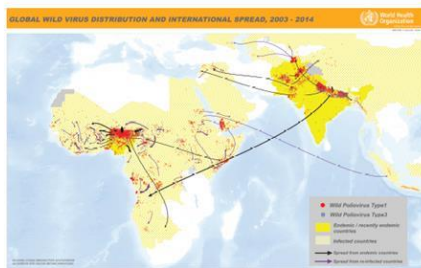 GLOBAL WILD VIRUS DISTRIBUTION AND INTERNATIONAL SPREAD, 2003 - 2014
World Health
Organization
Wild Poliovirus Type1
Wild Poliovirus Type3
Endemic / recently endemic
countries
Infected countries
Spread from endemic countries
Spread from re-infected countries